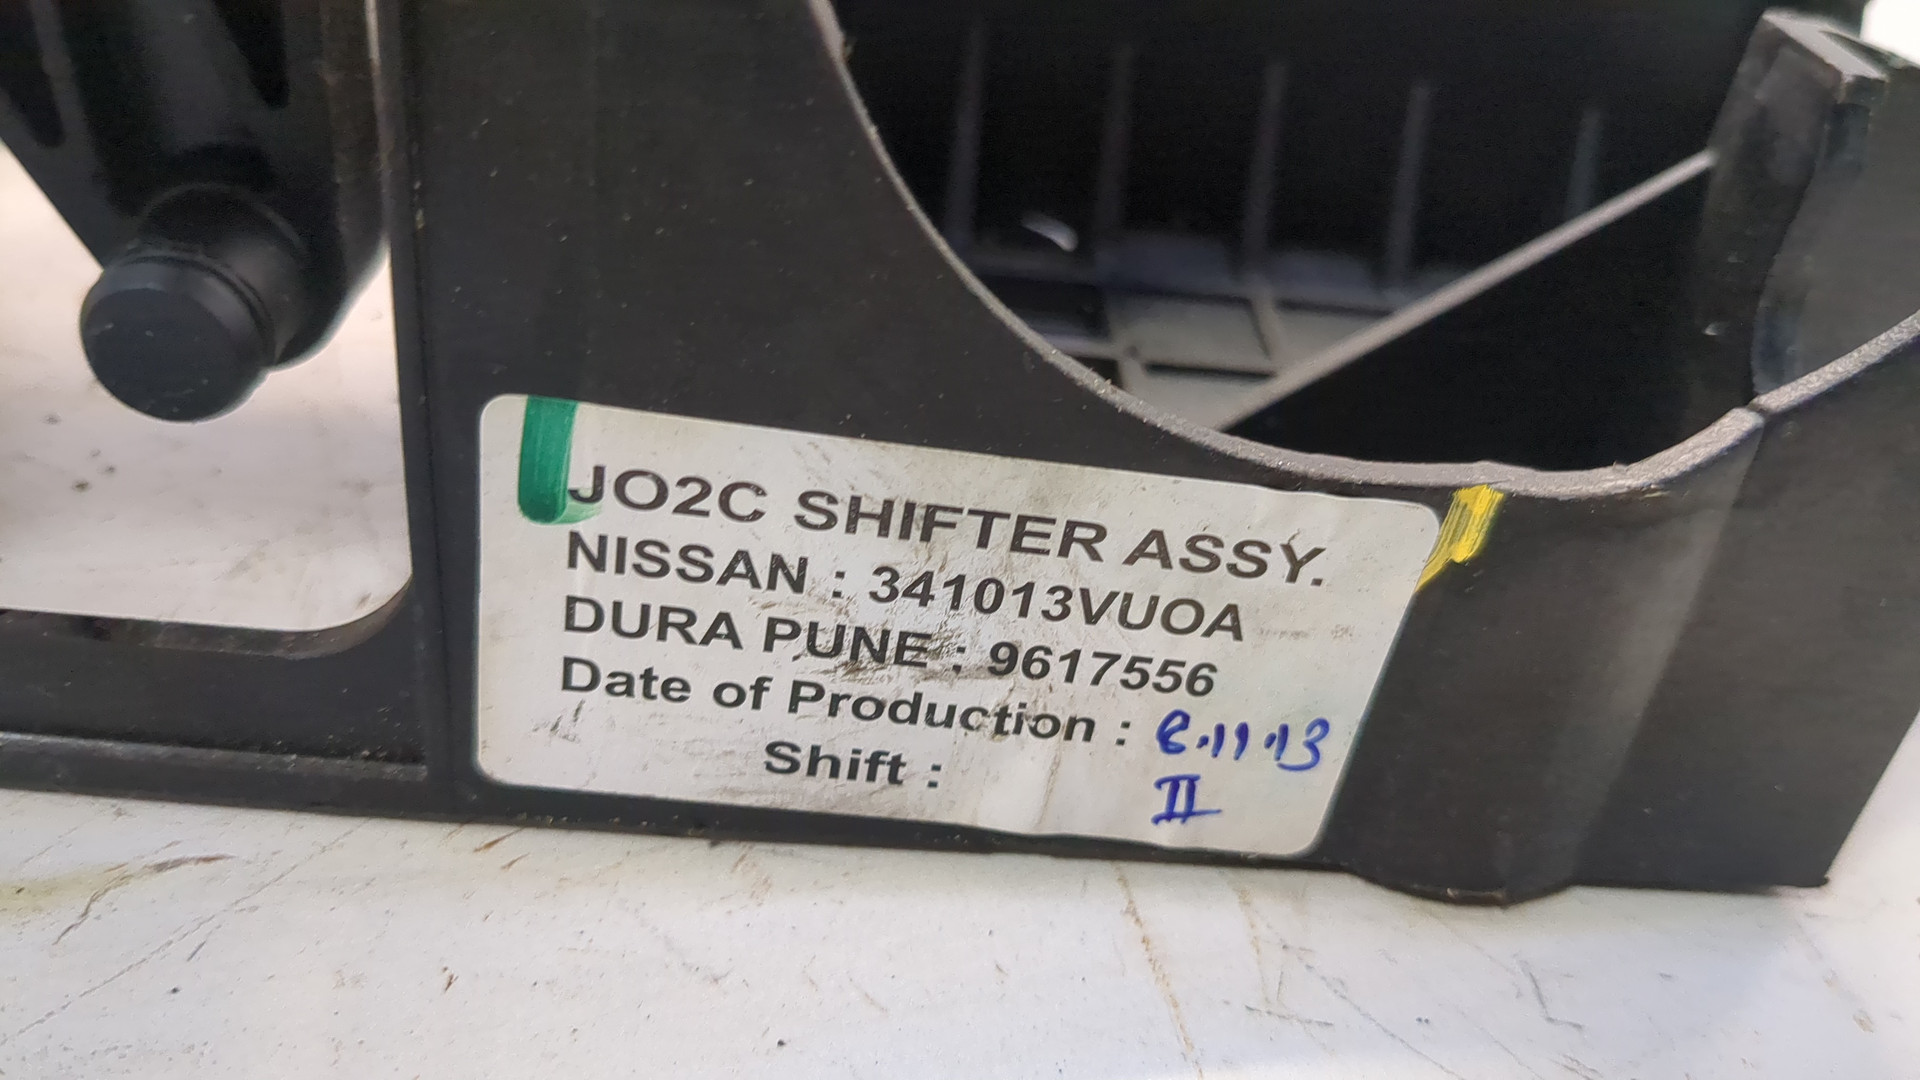 JO2C SHIFTER ASSY.
NISSAN : 341013VUOA
DURA PUNE : 9617556
Date of Production : 8.11.13
Shift : II